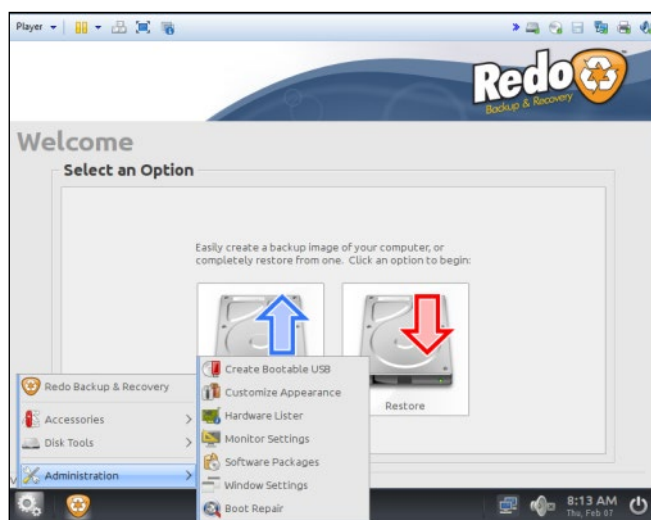 Player
Redo
Backup & Recovery
Welcome
Select an Option
Easily create a backup image of your computer, or
completely restore from one. Click an option to begin:
Restore
Redo Backup & Recovery
Accessories
Disk Tools
Administration
Create Bootable USB
Customize Appearance
Hardware Lister
Monitor Settings
Software Packages
Window Settings
Boot Repair
8:13 AM
Thu, Feb 07